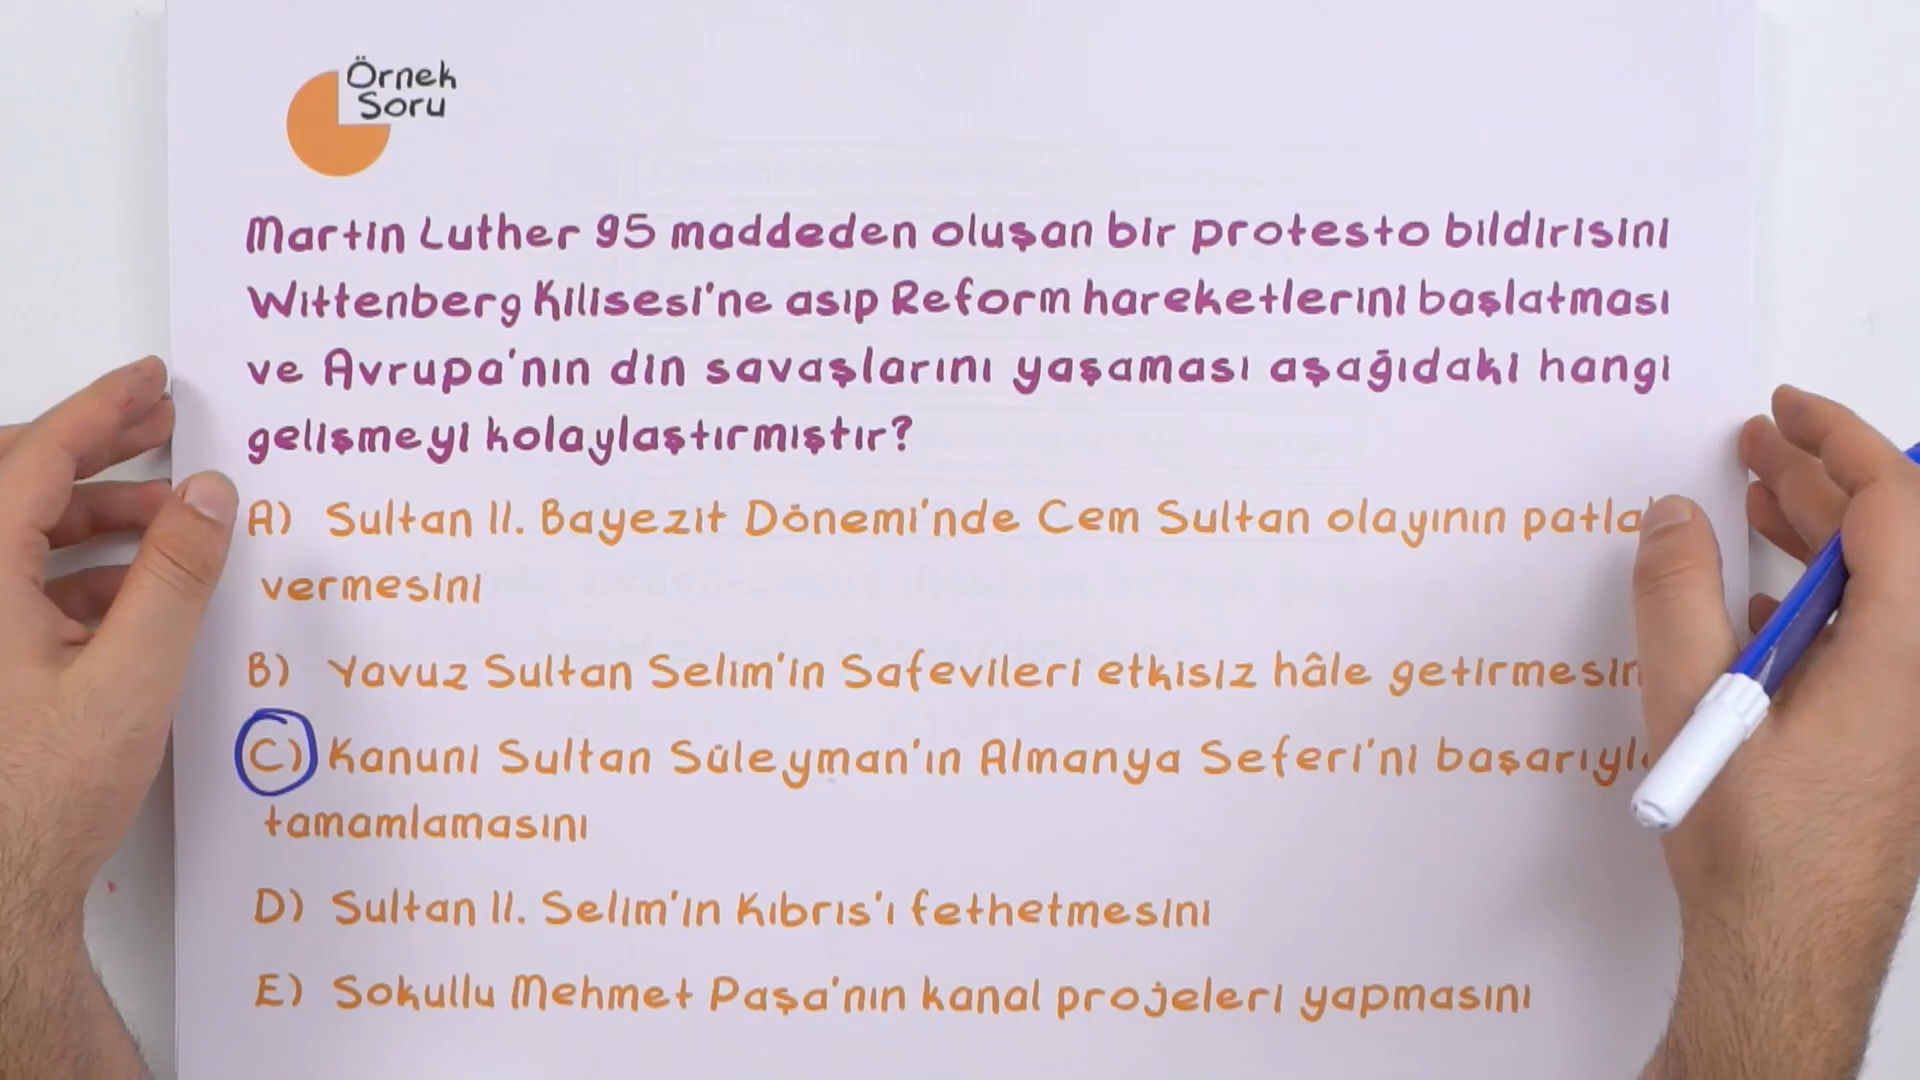 Örnek
Soru
Martin Luther 95 maddeden oluşan bir protesto bildirisini
Wittenberg Kilisesi'ne asıp Reform hareketlerini başlatması
ve Avrupa'nın din savaşlarını yaşaması aşağıdaki hangi
gelişmeyi kolaylaştırmıştır?
A) Sultan II. Bayezit Dönemi'nde Cem Sultan olayının
vermesini
B) Yavuz Sultan Selim'in Safevileri etkisiz hâle
C) Kanuni Sultan Süleyman'ın Almanya Seferi'ni
tamamlamasını
D) Sultan II. Selim'in Kıbrıs'ı fethetmesini
E) Sokullu Mehmet Paşa'nın kanal projeleri yapmasını